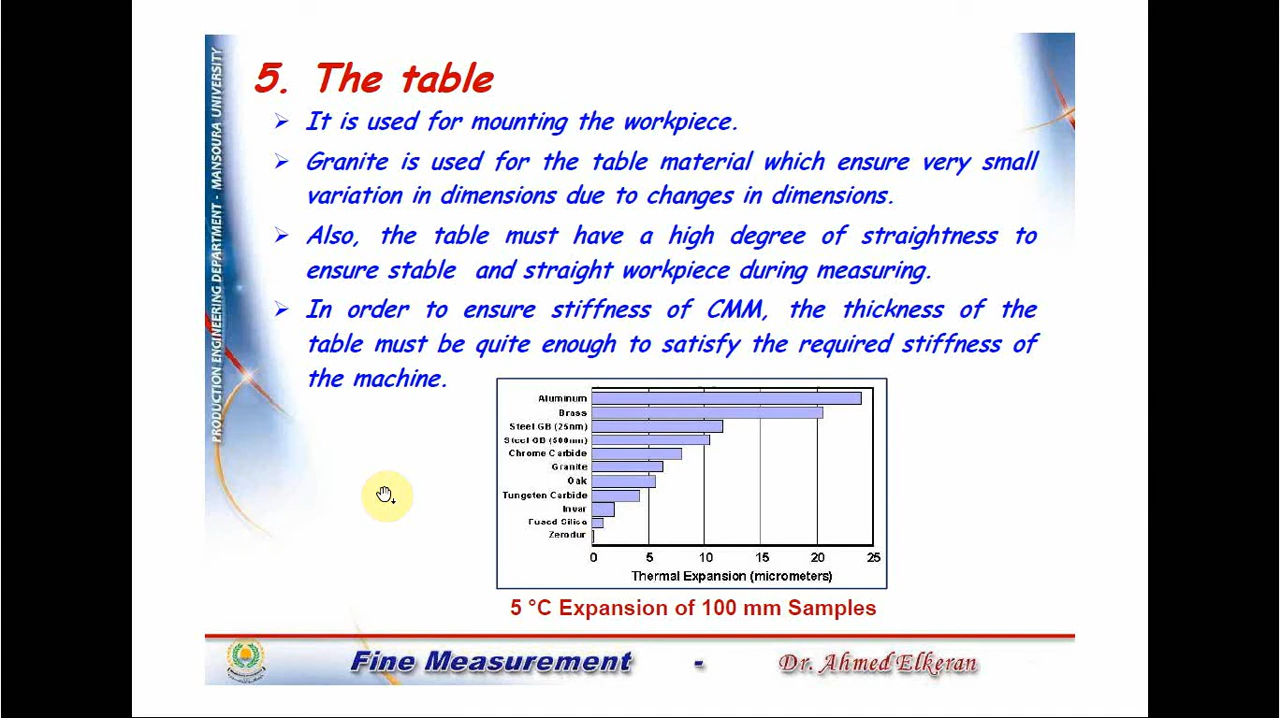 PRODUCTION ENGINEERING DEPARTMENT - MANSOURA UNIVERSITY
5. The table
It is used for mounting the workpiece.
Granite is used for the table material which ensure very small
variation in dimensions due to changes in dimensions.
Also, the table must have a high degree of straightness to
ensure stable and straight workpiece during measuring.
In order to ensure stiffness of CMM, the thickness of the
table must be quite enough to satisfy the required stiffness of
the machine.
Aluminum
Brass
Steel GB (25mm)
Steel GB (500mm)
Chrome Carbide
Granite
Oak
Tungsten Carbide
Invar
Fused Silica
Zerodur
0 5 10 15 20 25
Thermal Expansion (micrometers)
5 °C Expansion of 100 mm Samples
Fine Measurement - Dr. Ahmed Elkeran